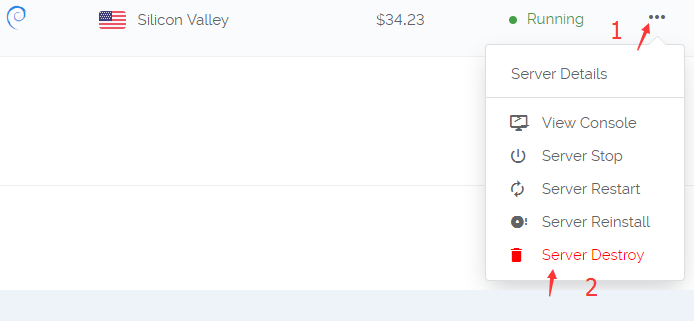 Silicon Valley $34.23 Running 1
Server Details
View Console
Server Stop
Server Restart
Server Reinstall
Server Destroy
2